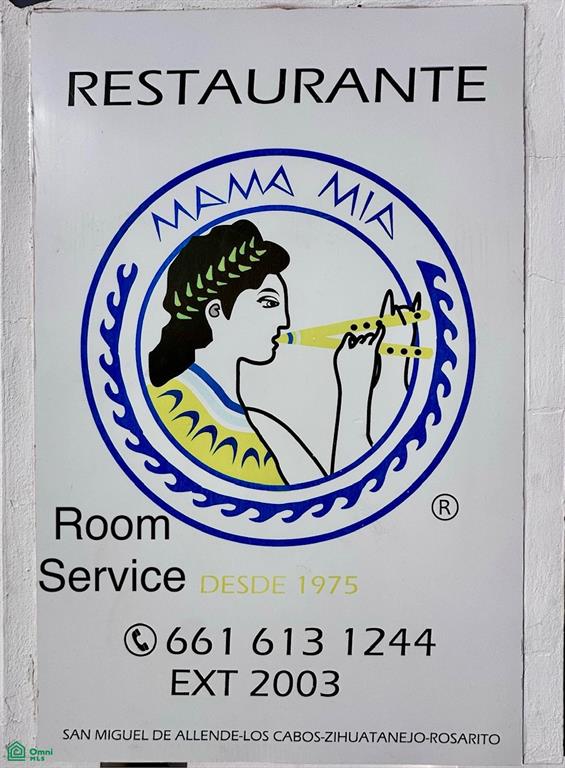 RESTAURANTE
MAMA MIA
®
Room
Service DESDE 1975
661 613 1244
EXT 2003
SAN MIGUEL DE ALLENDE-LOS CABOS-ZIHUATANEJO-ROSARITO
Omni
MLS